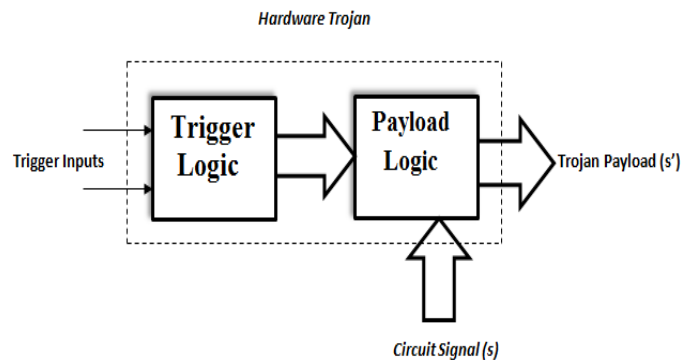 Hardware Trojan
Trigger Inputs
Trigger
Logic
Payload
Logic
Trojan Payload (s’)
Circuit Signal (s)